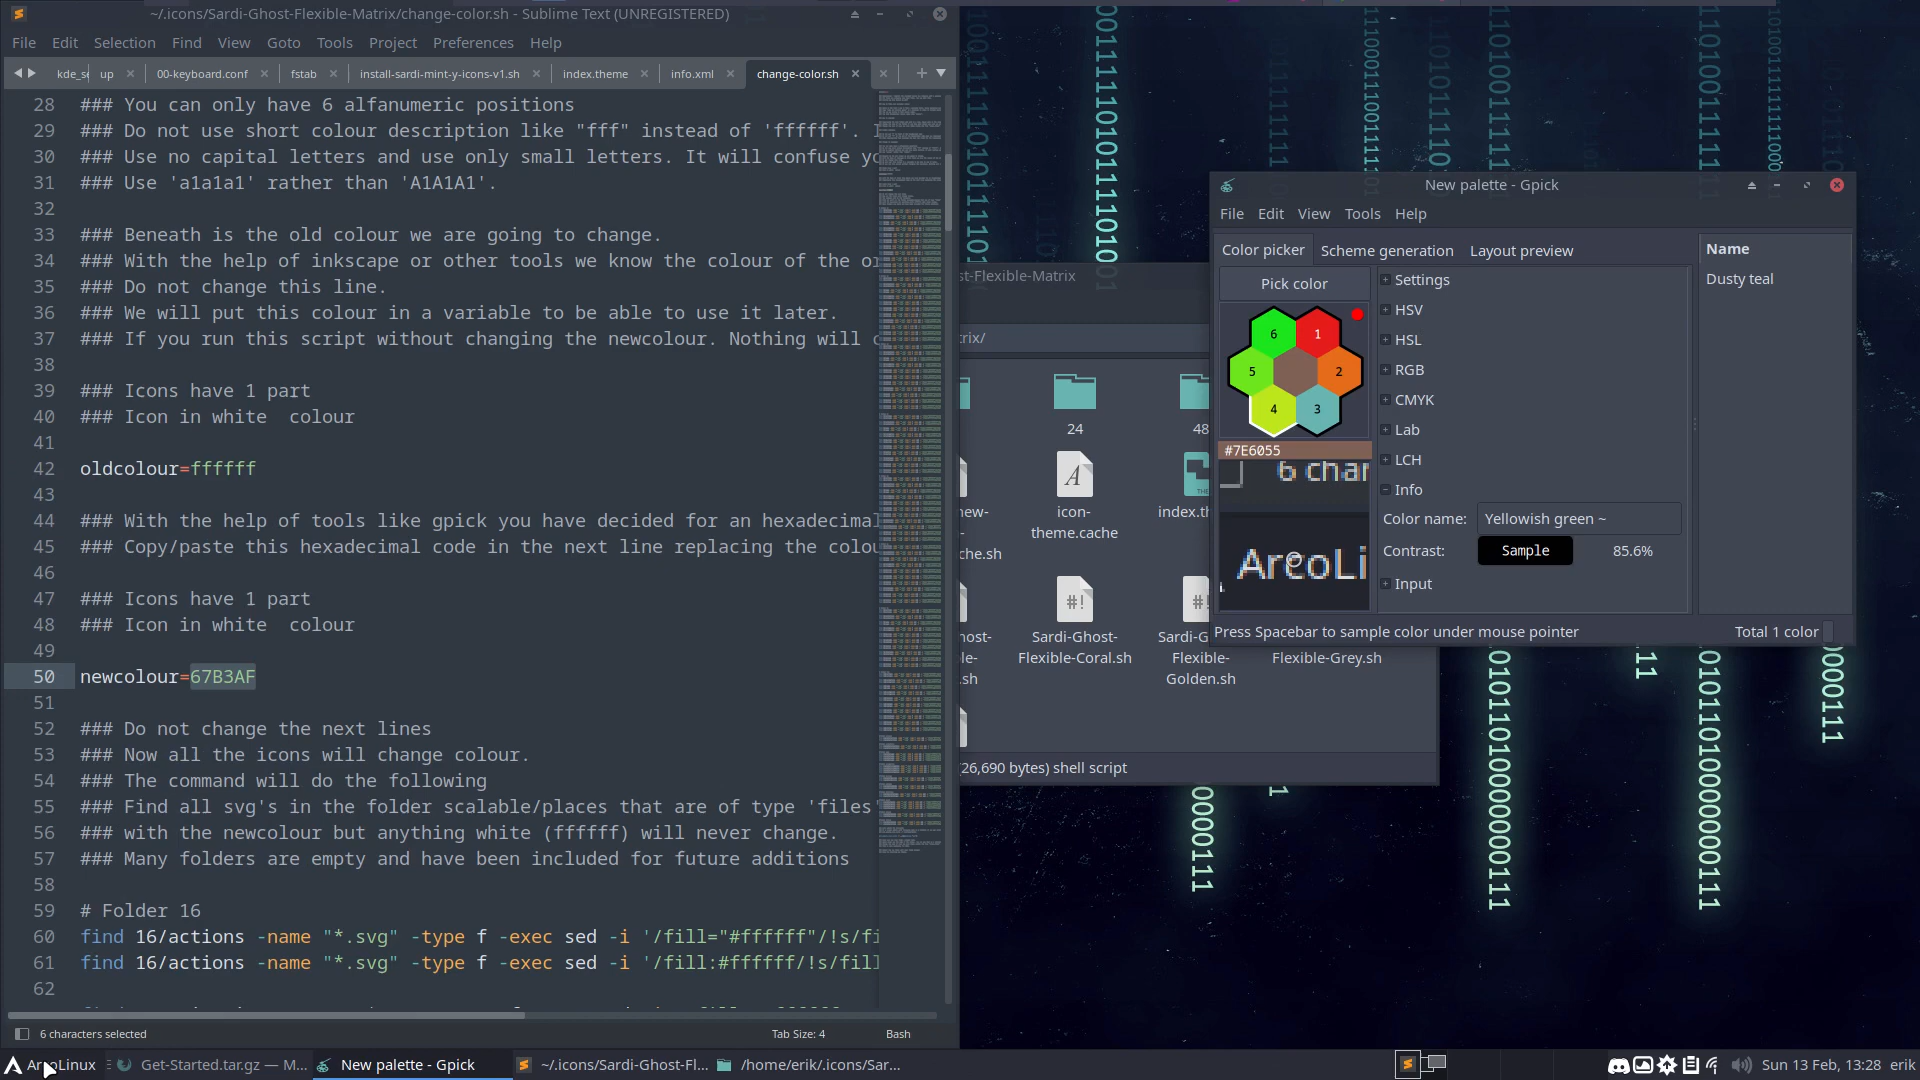 ~/.icons/Sardi-Ghost-Flexible-Matrix/change-color.sh - Sublime Text (UNREGISTERED)
File Edit Selection Find View Goto Tools Project Preferences Help
up 00-keyboard.conf fstab install-sardi-mint-y-icons-v1.sh index.theme info.xml change-color.sh
28 ### You can only have 6 alfanumeric positions
29 ### Do not use short colour description like "fff" instead of 'ffffff'.
30 ### Use no capital letters and use only small letters. It will confuse
31 ### Use 'a1a1a1' rather than 'A1A1A1'.
32
33 ### Beneath is the old colour we are going to change.
34 ### With the help of inkscape or other tools we know the colour of the
35 ### Do not change this line.
36 ### We will put this colour in a variable to be able to use it later.
37 ### If you run this script without changing the newcolour. Nothing will
38
39 ### Icons have 1 part
40 ### Icon in white  colour
41
42 oldcolour=ffffff
43
44 ### With the help of tools like gpick you have decided for an hexadecimal
45 ### Copy/paste this hexadecimal code in the next line replacing the colou
46
47 ### Icons have 1 part
48 ### Icon in white  colour
49
50 newcolour=67B3AF
51
52 ### Do not change the next lines
53 ### Now all the icons will change colour.
54 ### The command will do the following
55 ### Find all svg's in the folder scalable/places that are of type 'files'
56 ### with the newcolour but anything white (ffffff) will never change.
57 ### Many folders are empty and have been included for future additions
58
59 # Folder 16
60 find 16/actions -name "*.svg" -type f -exec sed -i '/fill="#ffffff"/!s/fi
61 find 16/actions -name "*.svg" -type f -exec sed -i '/fill:#ffffff/!s/fill
62
6 characters selected Tab Size: 4 Bash
st-Flexible-Matrix
rix/
24
48
new-
che.sh
icon-
theme.cache
index.th
Sardi-Ghost-
Flexible-Coral.sh
Sardi-G
Flexible-
Golden.sh
Flexible-Grey.sh
(26,690 bytes) shell script
New palette - Gpick
File Edit View Tools Help
Color picker Scheme generation Layout preview
Pick color
6 1
5 2
4 3
#7E6055
6 char
ArcoLi
Settings
HSV
HSL
RGB
CMYK
Lab
LCH
Info
Color name: Yellowish green ~
Contrast: Sample 85.6%
Input
Name
Dusty teal
Press Spacebar to sample color under mouse pointer Total 1 color
ArcoLinux Get-Started.tar.gz — M... New palette - Gpick ~/.icons/Sardi-Ghost-Fl... /home/erik/.icons/Sar... Sun 13 Feb, 13:28 erik